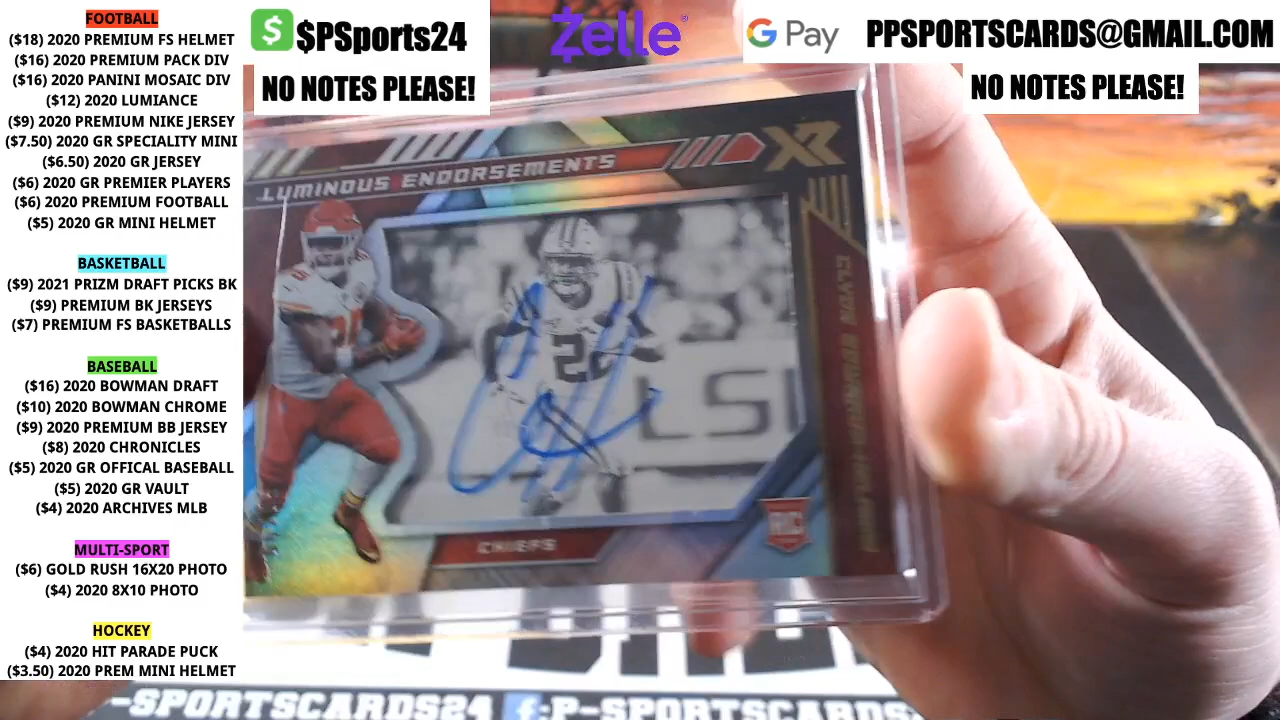 FOOTBALL
($18) 2020 PREMIUM FS HELMET
($16) 2020 PREMIUM PACK DIV
($16) 2020 PANINI MOSAIC DIV
($12) 2020 LUMIANCE
($9) 2020 PREMIUM NIKE JERSEY
($7.50) 2020 GR SPECIALITY MINI
($6.50) 2020 GR JERSEY
($6) 2020 GR PREMIER PLAYERS
($6) 2020 PREMIUM FOOTBALL
($5) 2020 GR MINI HELMET
BASKETBALL
($9) 2021 PRIZM DRAFT PICKS BK
($9) PREMIUM BK JERSEYS
($7) PREMIUM FS BASKETBALLS
BASEBALL
($16) 2020 BOWMAN DRAFT
($10) 2020 BOWMAN CHROME
($9) 2020 PREMIUM BB JERSEY
($8) 2020 CHRONICLES
($5) 2020 GR OFFICAL BASEBALL
($5) 2020 GR VAULT
($4) 2020 ARCHIVES MLB
MULTI-SPORT
($6) GOLD RUSH 16X20 PHOTO
($4) 2020 8X10 PHOTO
HOCKEY
($4) 2020 HIT PARADE PUCK
($3.50) 2020 PREM MINI HELMET
$PSports24
NO NOTES PLEASE!
Zelle
G Pay
PPSPORTSCARDS@GMAIL.COM
NO NOTES PLEASE!
LUMINOUS ENDORSEMENTS
XR
CLYDE EDWARDS-HELAIRE
22
LS
RC
CHIEFS
P-SPORTSCARDS24 f:P-SPORTSCARDS